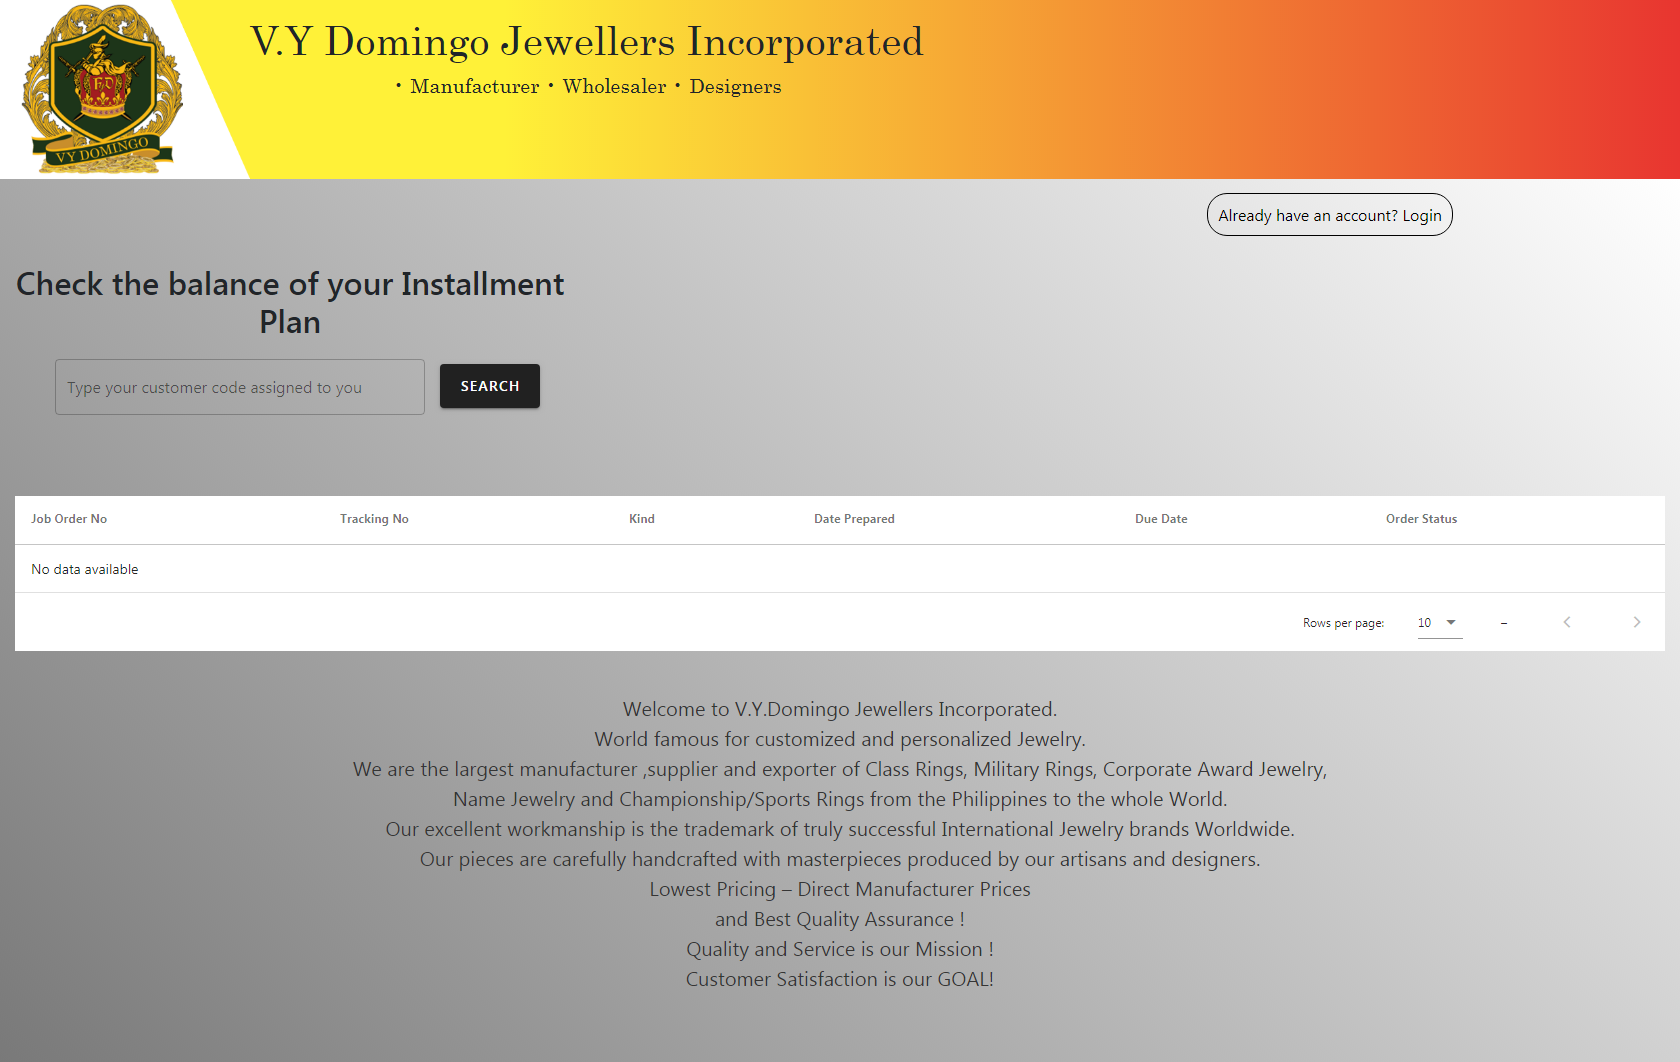 V.Y Domingo Jewellers Incorporated
• Manufacturer • Wholesaler • Designers
F D
VY DOMINGO
Already have an account? Login
Check the balance of your Installment
Plan
Type your customer code assigned to you
SEARCH
Job Order No Tracking No Kind Date Prepared Due Date Order Status
No data available
Rows per page: 10 –
Welcome to V.Y.Domingo Jewellers Incorporated.
World famous for customized and personalized Jewelry.
We are the largest manufacturer ,supplier and exporter of Class Rings, Military Rings, Corporate Award Jewelry,
Name Jewelry and Championship/Sports Rings from the Philippines to the whole World.
Our excellent workmanship is the trademark of truly successful International Jewelry brands Worldwide.
Our pieces are carefully handcrafted with masterpieces produced by our artisans and designers.
Lowest Pricing – Direct Manufacturer Prices
and Best Quality Assurance !
Quality and Service is our Mission !
Customer Satisfaction is our GOAL!